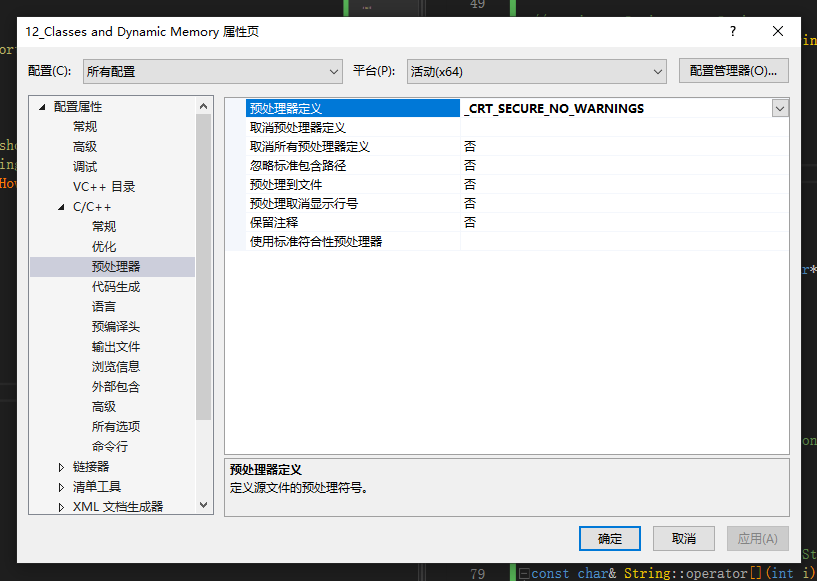 49
12_Classes and Dynamic Memory 属性页
? ×
配置(C): 所有配置 平台(P): 活动(x64) 配置管理器(O)...
配置属性
常规
高级
调试
VC++ 目录
C/C++
常规
优化
预处理器
代码生成
语言
预编译头
输出文件
浏览信息
外部包含
高级
所有选项
命令行
链接器
清单工具
XML 文档生成器
预处理器定义 _CRT_SECURE_NO_WARNINGS
取消预处理器定义
取消所有预处理器定义 否
忽略标准包含路径 否
预处理到文件 否
预处理取消显示行号 否
保留注释 否
使用标准符合性预处理器
预处理器定义
定义源文件的预处理符号。
确定 取消 应用(A)
79 const char& String::operator[](int i)